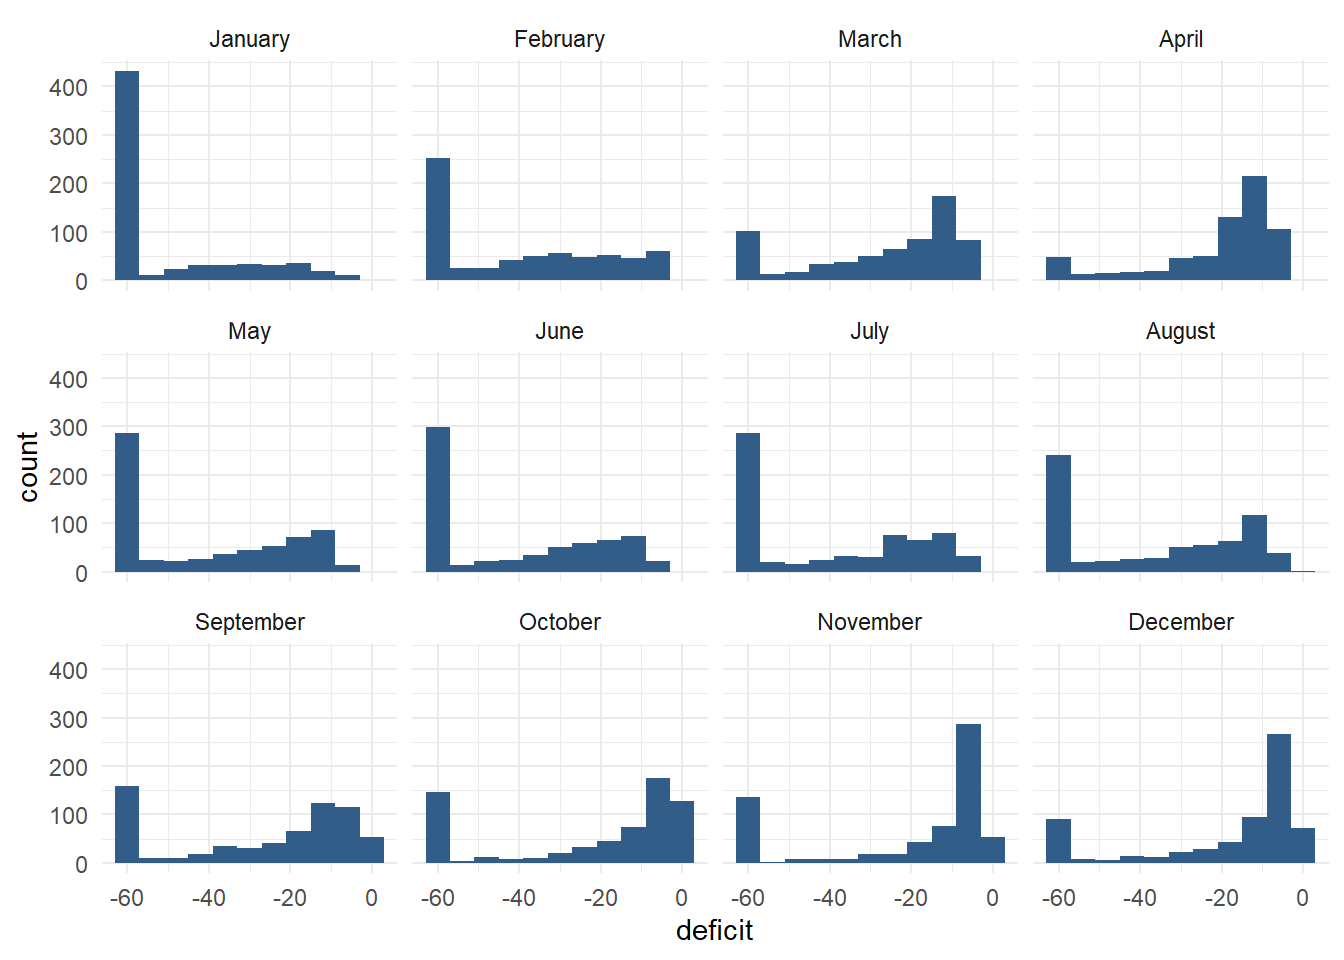 January February March April
400
300
200
100
0
May June July August
400
300
200
100
0
count
September October November December
400
300
200
100
0
-60 -40 -20 0 -60 -40 -20 0 -60 -40 -20 0 -60 -40 -20 0
deficit